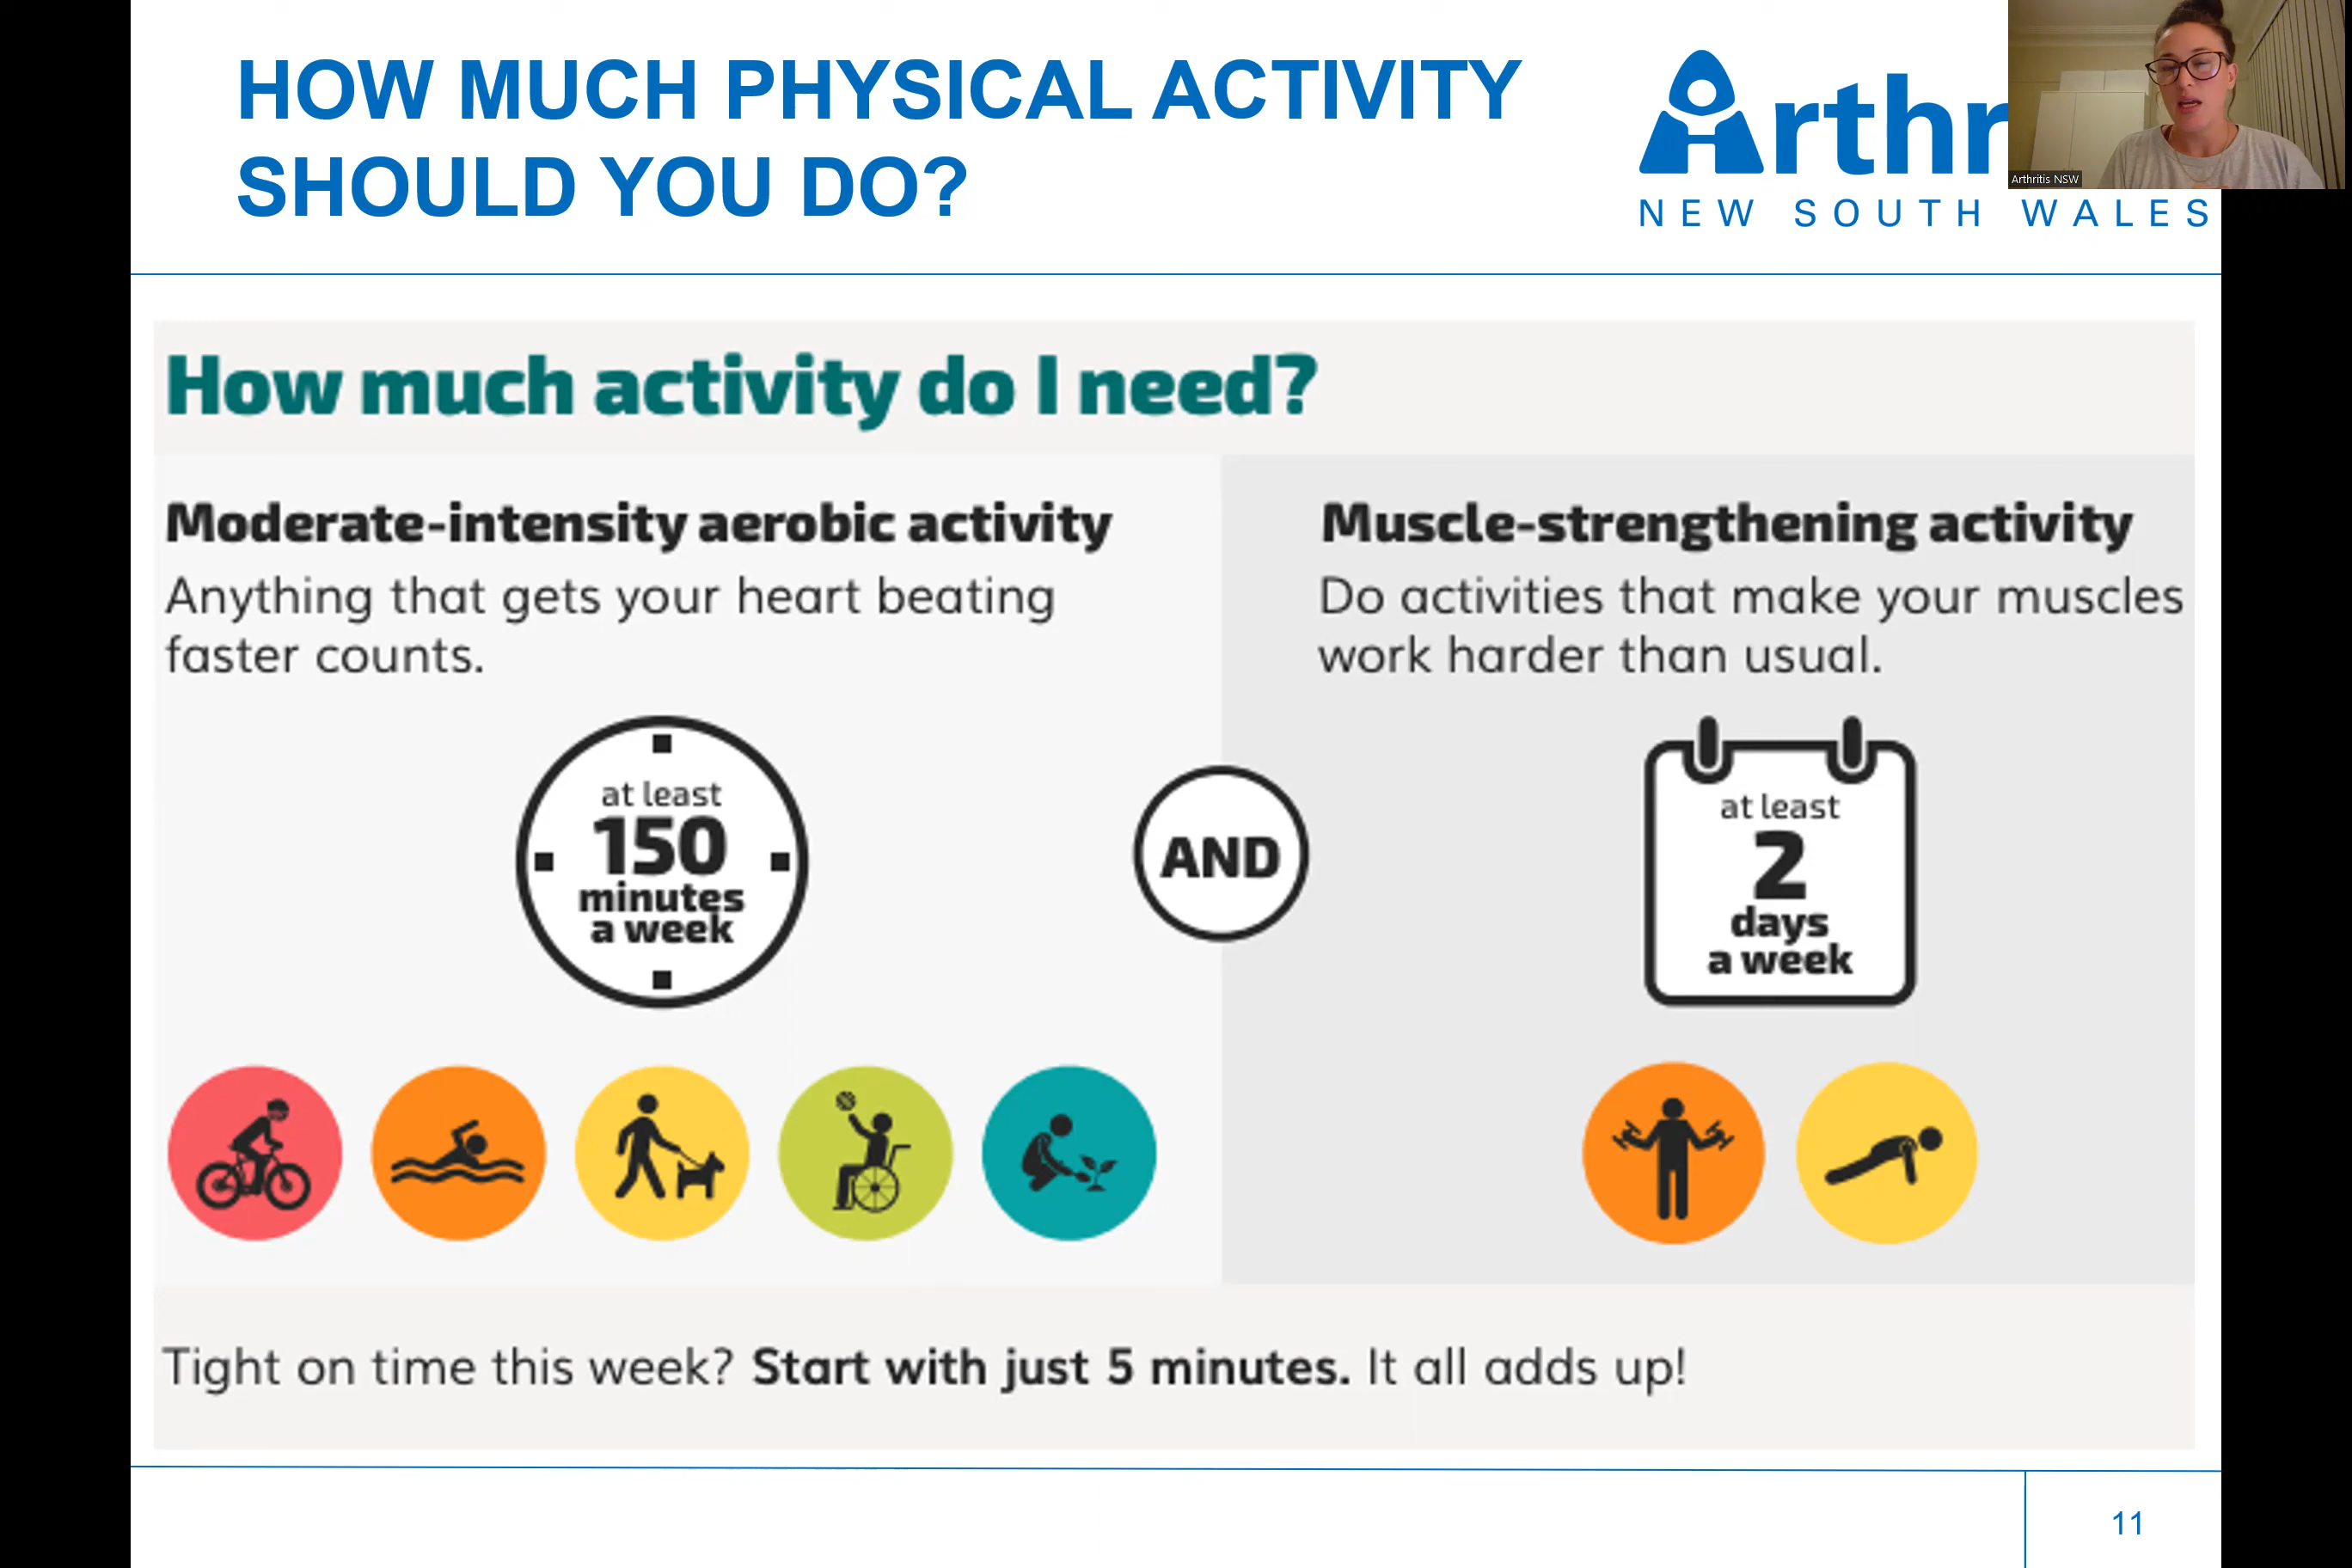 HOW MUCH PHYSICAL ACTIVITY
SHOULD YOU DO?
Arthr
NEW SOUTH WALES
Arthritis NSW
How much activity do I need?
Moderate-intensity aerobic activity
Anything that gets your heart beating
faster counts.
at least
150
minutes
a week
AND
Muscle-strengthening activity
Do activities that make your muscles
work harder than usual.
at least
2
days
a week
Tight on time this week? Start with just 5 minutes. It all adds up!
11